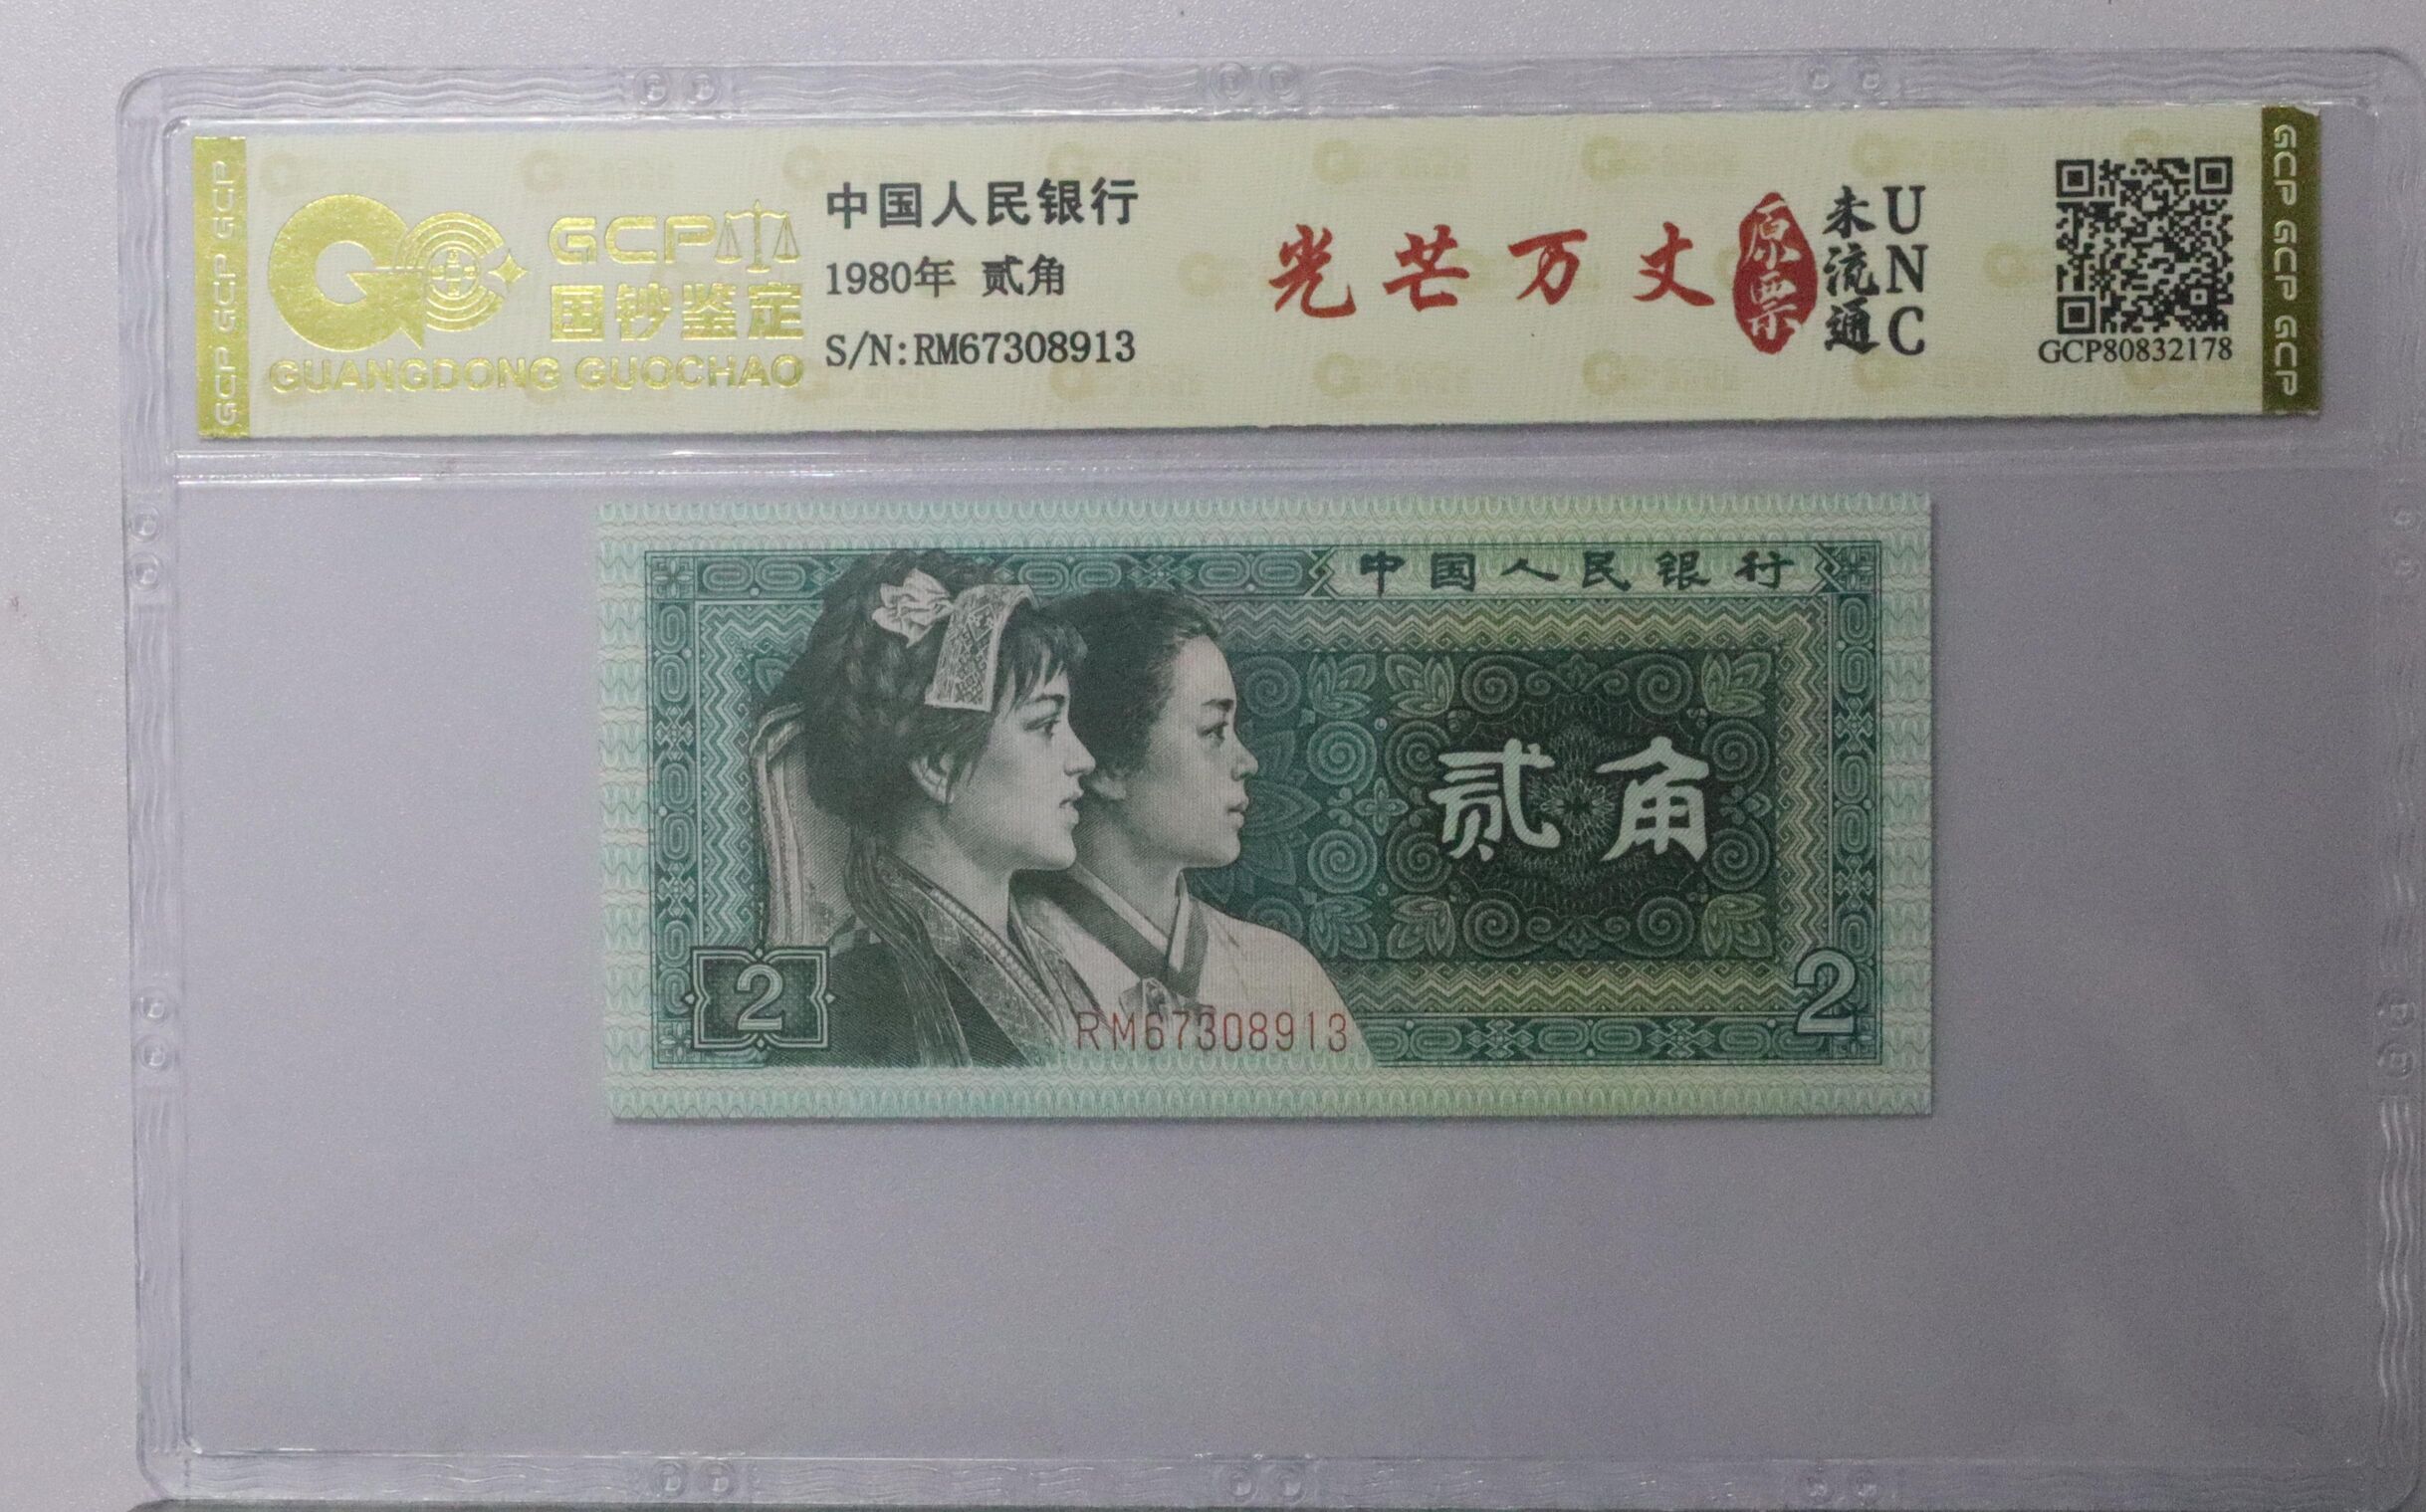 GCP GCP GCP
GCP
国钞鉴定
GUANGDONG GUOCHAO
中国人民银行
1980年 贰角
S/N:RM67308913
光芒万丈
原票
未流通
UNC
GCP80832178
GCP GCP GCP
中国人民银行
贰角
2
RM67308913
2